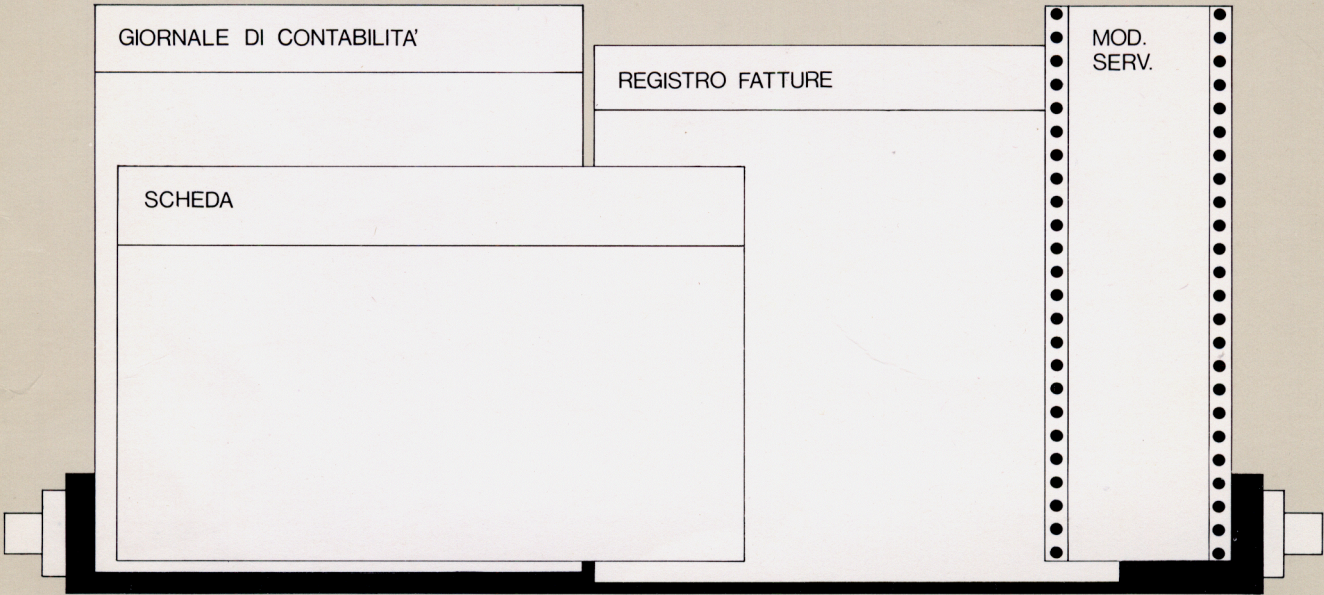 GIORNALE DI CONTABILITA'
REGISTRO FATTURE
MOD.
SERV.
SCHEDA